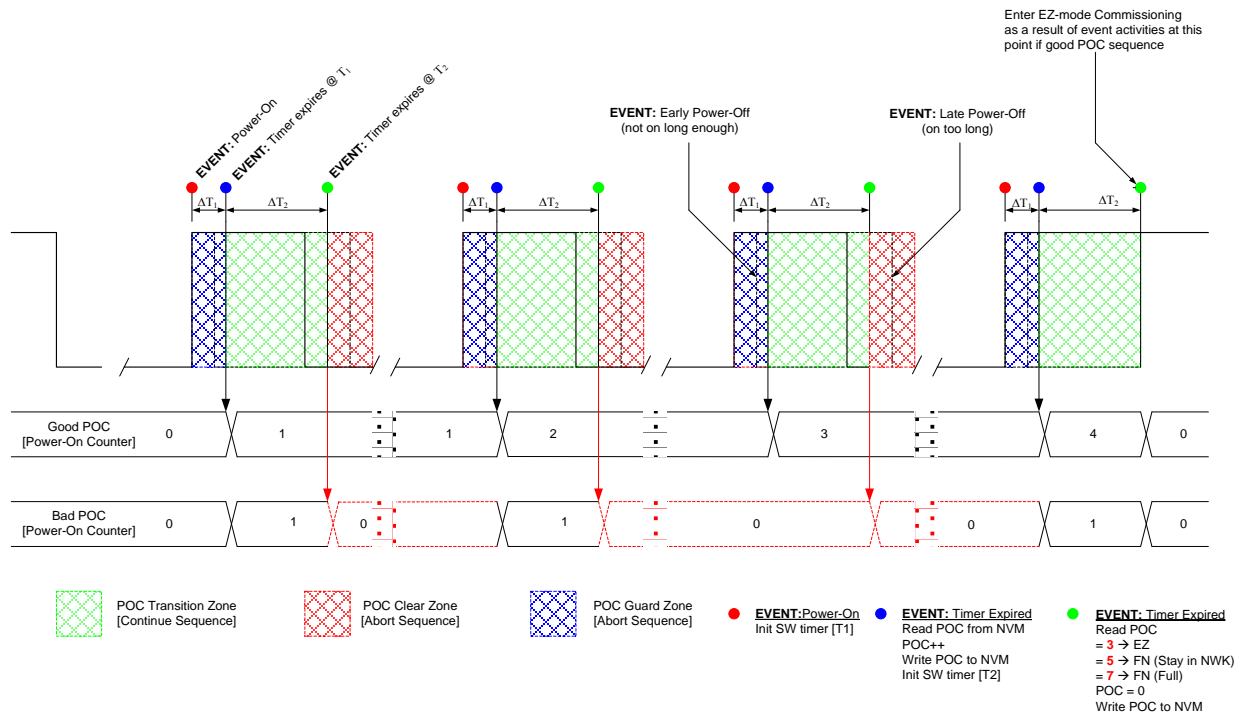 Enter EZ-mode Commissioning
as a result of event activities at this
point if good POC sequence
EVENT: Power-On
EVENT: Timer expires @ T1
EVENT: Timer expires @ T2
EVENT: Early Power-Off
(not on long enough)
EVENT: Late Power-Off
(on too long)
ΔT1
ΔT2
ΔT1
ΔT2
ΔT1
ΔT2
ΔT1
ΔT2
Good POC
[Power-On Counter]
0
1
1
2
3
4
0
Bad POC
[Power-On Counter]
0
1
0
1
0
0
1
0
POC Transition Zone
[Continue Sequence]
POC Clear Zone
[Abort Sequence]
POC Guard Zone
[Abort Sequence]
EVENT:Power-On
Init SW timer [T1]
EVENT: Timer Expired
Read POC from NVM
POC++
Write POC to NVM
Init SW timer [T2]
EVENT: Timer Expired
Read POC
= 3 → EZ
= 5 → FN (Stay in NWK)
= 7 → FN (Full)
POC = 0
Write POC to NVM